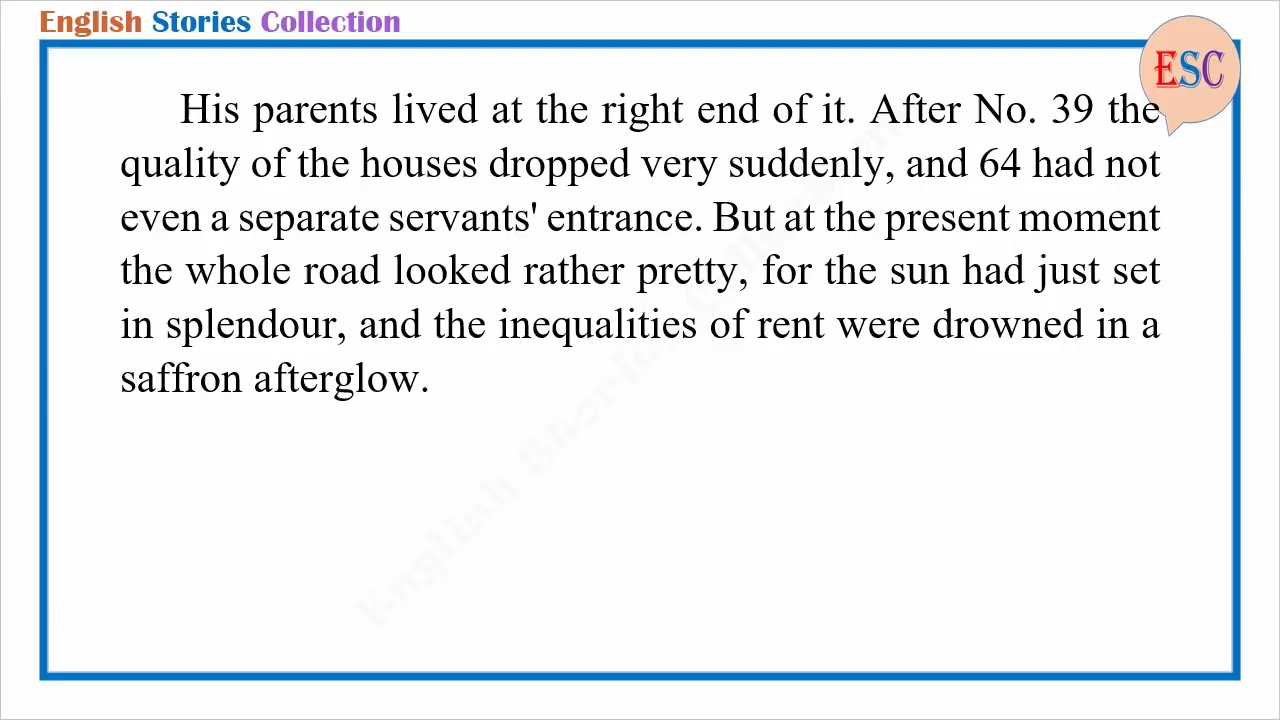 English Stories Collection
ESC
His parents lived at the right end of it. After No. 39 the
quality of the houses dropped very suddenly, and 64 had not
even a separate servants' entrance. But at the present moment
the whole road looked rather pretty, for the sun had just set
in splendour, and the inequalities of rent were drowned in a
saffron afterglow.
English Stories Collection